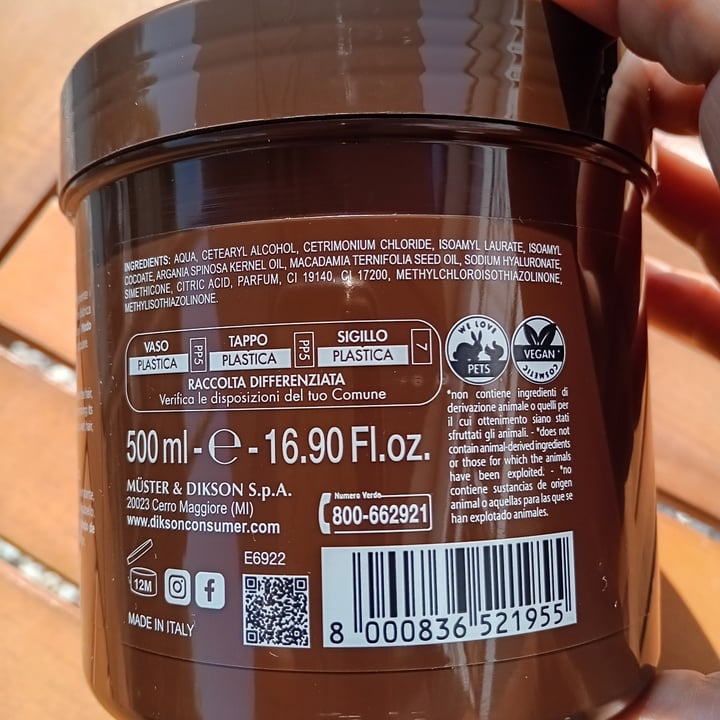 INGREDIENTS: AQUA, CETEARYL ALCOHOL, CETRIMONIUM CHLORIDE, ISOAMYL LAURATE, ISOAMYL
COCOATE, ARGANIA SPINOSA KERNEL OIL, MACADAMIA TERNIFOLIA SEED OIL, SODIUM HYALURONATE,
SIMETHICONE, CITRIC ACID, PARFUM, CI 19140, CI 17200, METHYLCHLOROISOTHIAZOLINONE,
METHYLISOTHIAZOLINONE.
VASO
PLASTICA
PP5
TAPPO
PLASTICA
PP5
SIGILLO
PLASTICA
7
RACCOLTA DIFFERENZIATA
Verifica le disposizioni del tuo Comune
WE LOVE
PETS
VEGAN
COSMETIC
*non contiene ingredienti di
derivazione animale o quelli per
il cui ottenimento siano stati
sfruttati gli animali. - *does not
contain animal-derived ingredients
or those for which the animals
have been exploited. - *no
contiene sustancias de origen
animal o aquellas para las que se
han explotado animales.
500 ml - e - 16.90 Fl.oz.
MÜSTER & DIKSON S.p.A.
20023 Cerro Maggiore (MI)
www.diksonconsumer.com
Numero Verde
800-662921
12M
E6922
MADE IN ITALY
8 000836 521955